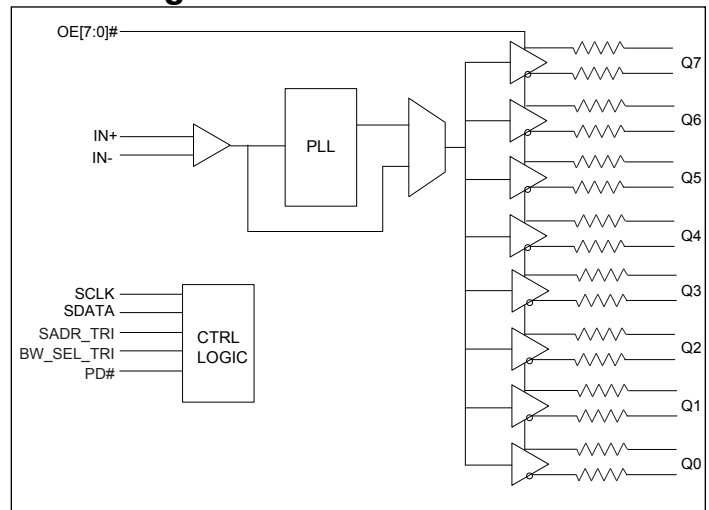 OE[7:0]#
Q7
Q6
IN+
IN-
PLL
Q5
Q4
Q3
SCLK
SDATA
SADR_TRI
BW_SEL_TRI
PD#
CTRL
LOGIC
Q2
Q1
Q0